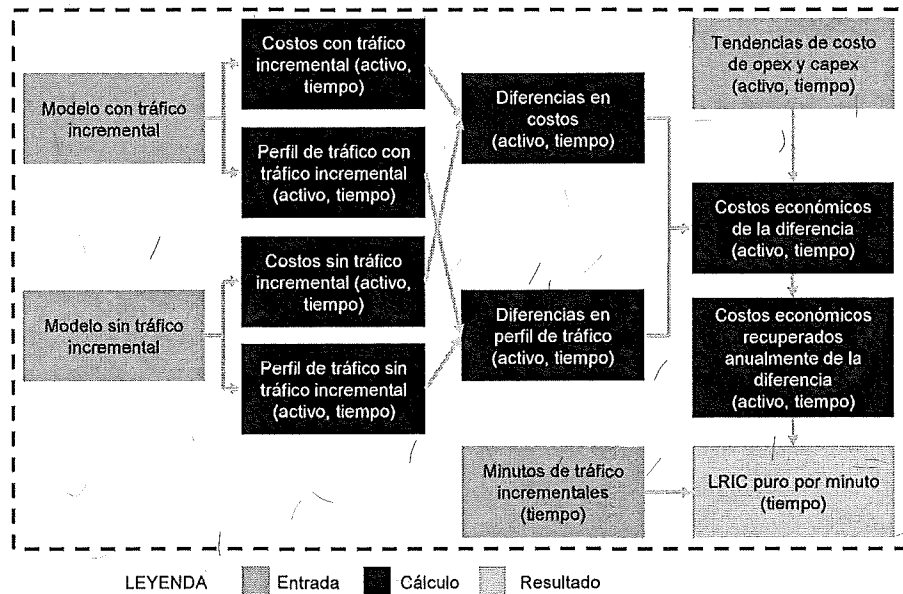 Modelo con tráfico
incremental
Modelo sin tráfico
incremental
Costos con tráfico
incremental (activo,
tiempo)
Perfil de tráfico con
tráfico incremental
(activo, tiempo)
Costos sin tráfico
incremental (activo,
tiempo)
Perfil de tráfico sin
tráfico incremental
(activo, tiempo)
Diferencias en
costos
(activo, tiempo)
Diferencias en
perfil de tráfico
(activo, tiempo)
Minutos de tráfico
incrementales
(tiempo)
Tendencias de costo
de opex y capex
(activo, tiempo)
Costos económicos
de la diferencia
(activo, tiempo)
Costos económicos
recuperados
anualmente de la
diferencia
(activo, tiempo)
LRIC puro por minuto
(tiempo)
LEYENDA
Entrada
Cálculo
Resultado